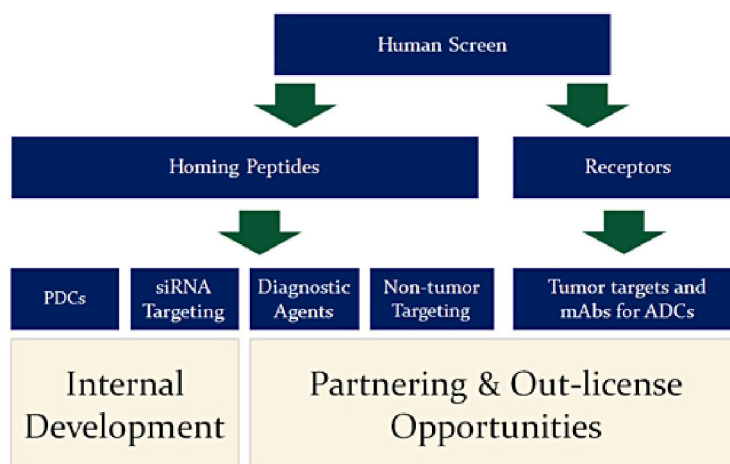 Human Screen
Homing Peptides
Receptors
PDCs
siRNA
Targeting
Diagnostic
Agents
Non-tumor
Targeting
Tumor targets and
mAbs for ADCs
Internal
Development
Partnering & Out-license
Opportunities